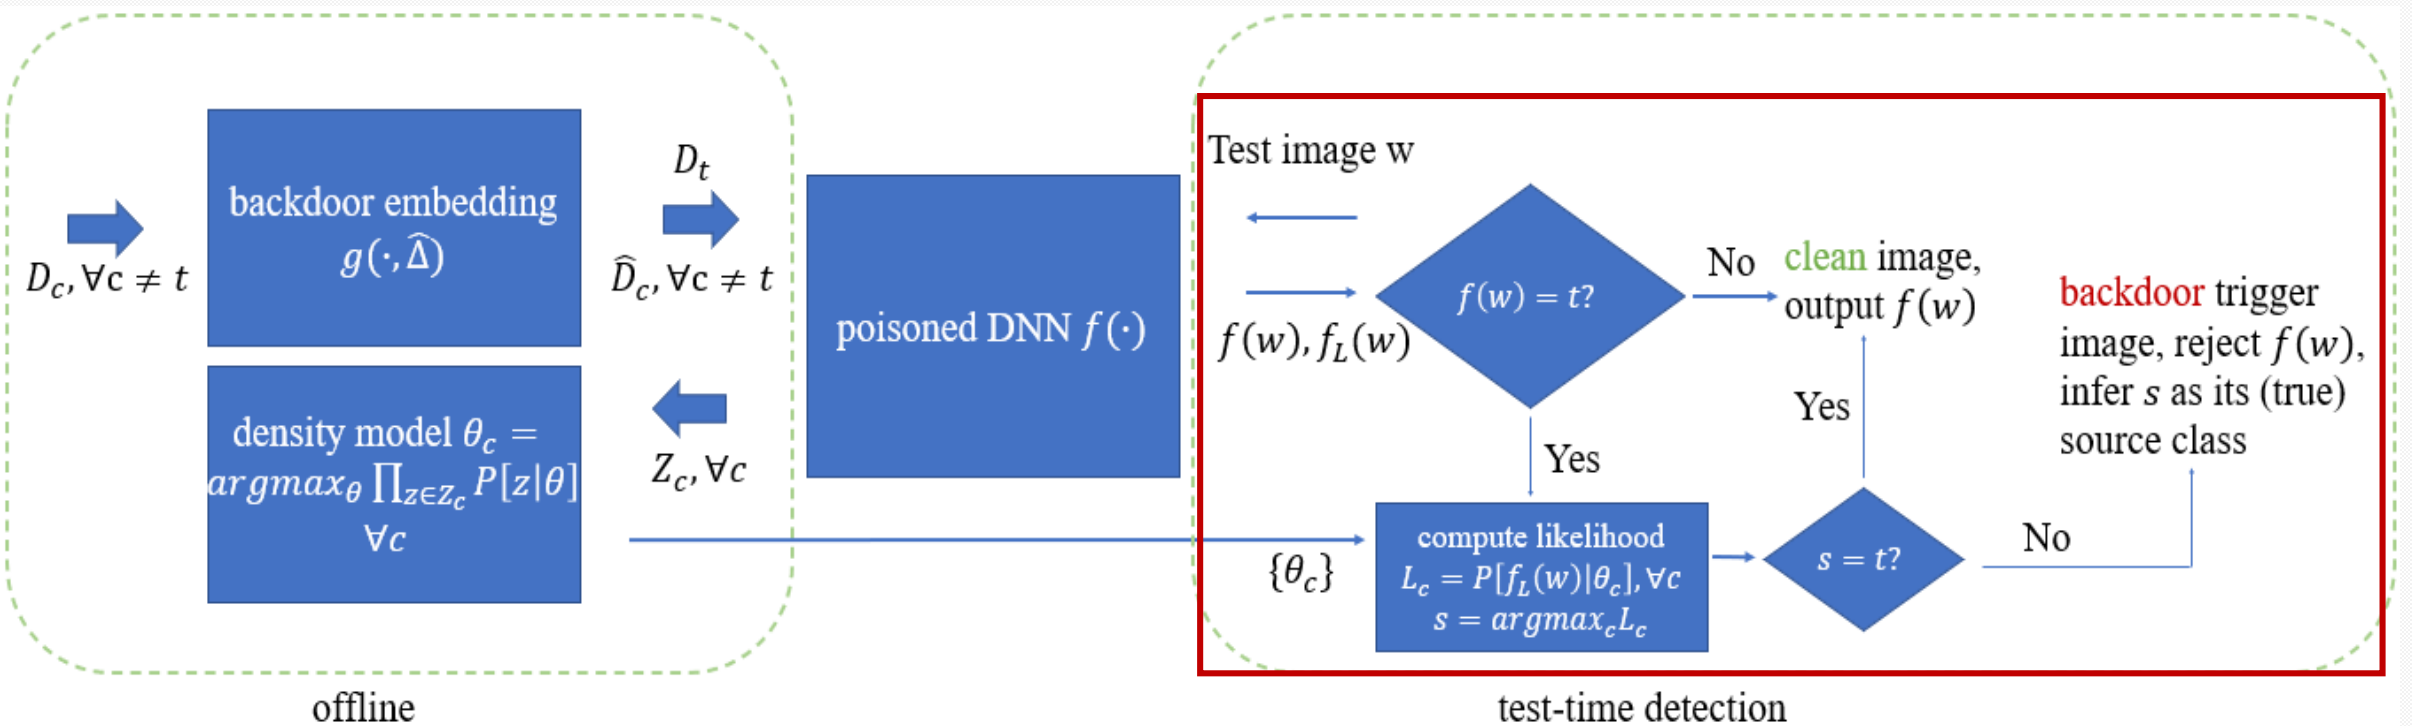 backdoor embedding
g(·, Δ̂)
D_c, ∀c ≠ t
D_t
D̂_c, ∀c ≠ t
density model θ_c =
argmax_θ ∏_{z∈Z_c} P[z|θ]
∀c
Z_c, ∀c
poisoned DNN f(·)
offline
Test image w
f(w) = t?
f(w), f_L(w)
No
clean image,
output f(w)
Yes
Yes
backdoor trigger
image, reject f(w),
infer s as its (true)
source class
{θ_c}
compute likelihood
L_c = P[f_L(w)|θ_c], ∀c
s = argmax_c L_c
s = t?
No
test-time detection